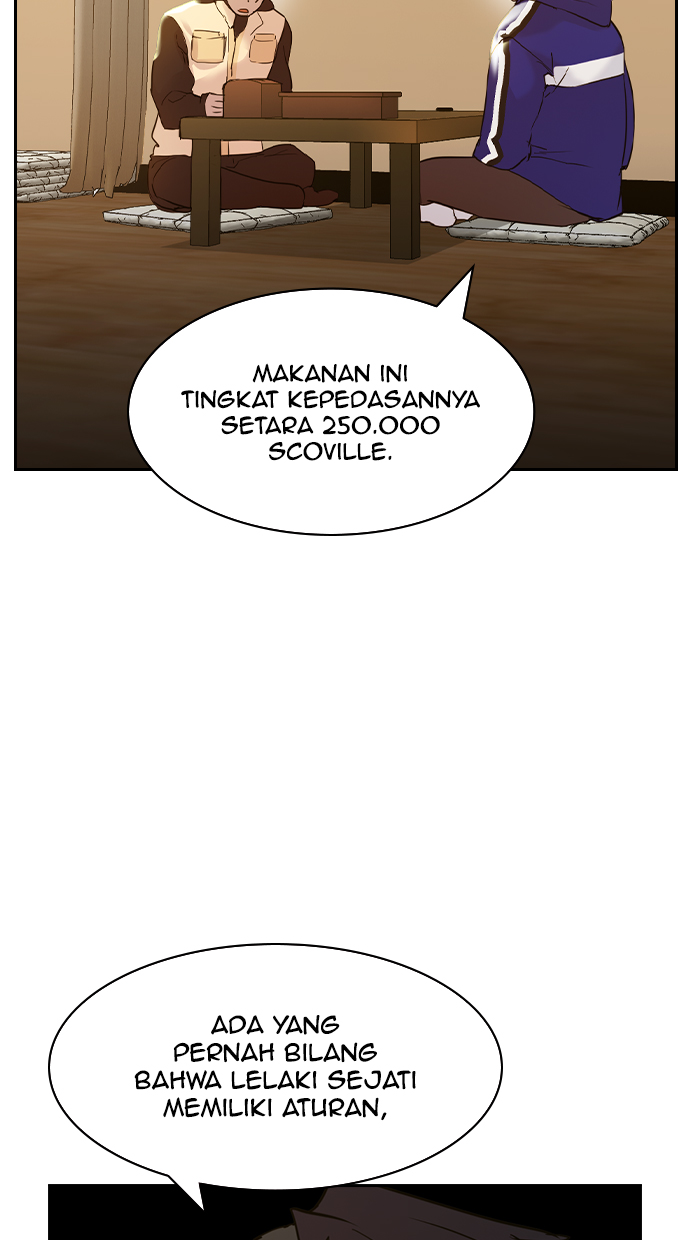 MAKANAN INI
TINGKAT KEPEDASANNYA
SETARA 250.000
SCOVILLE.
ADA YANG
PERNAH BILANG
BAHWA LELAKI SEJATI
MEMILIKI ATURAN,